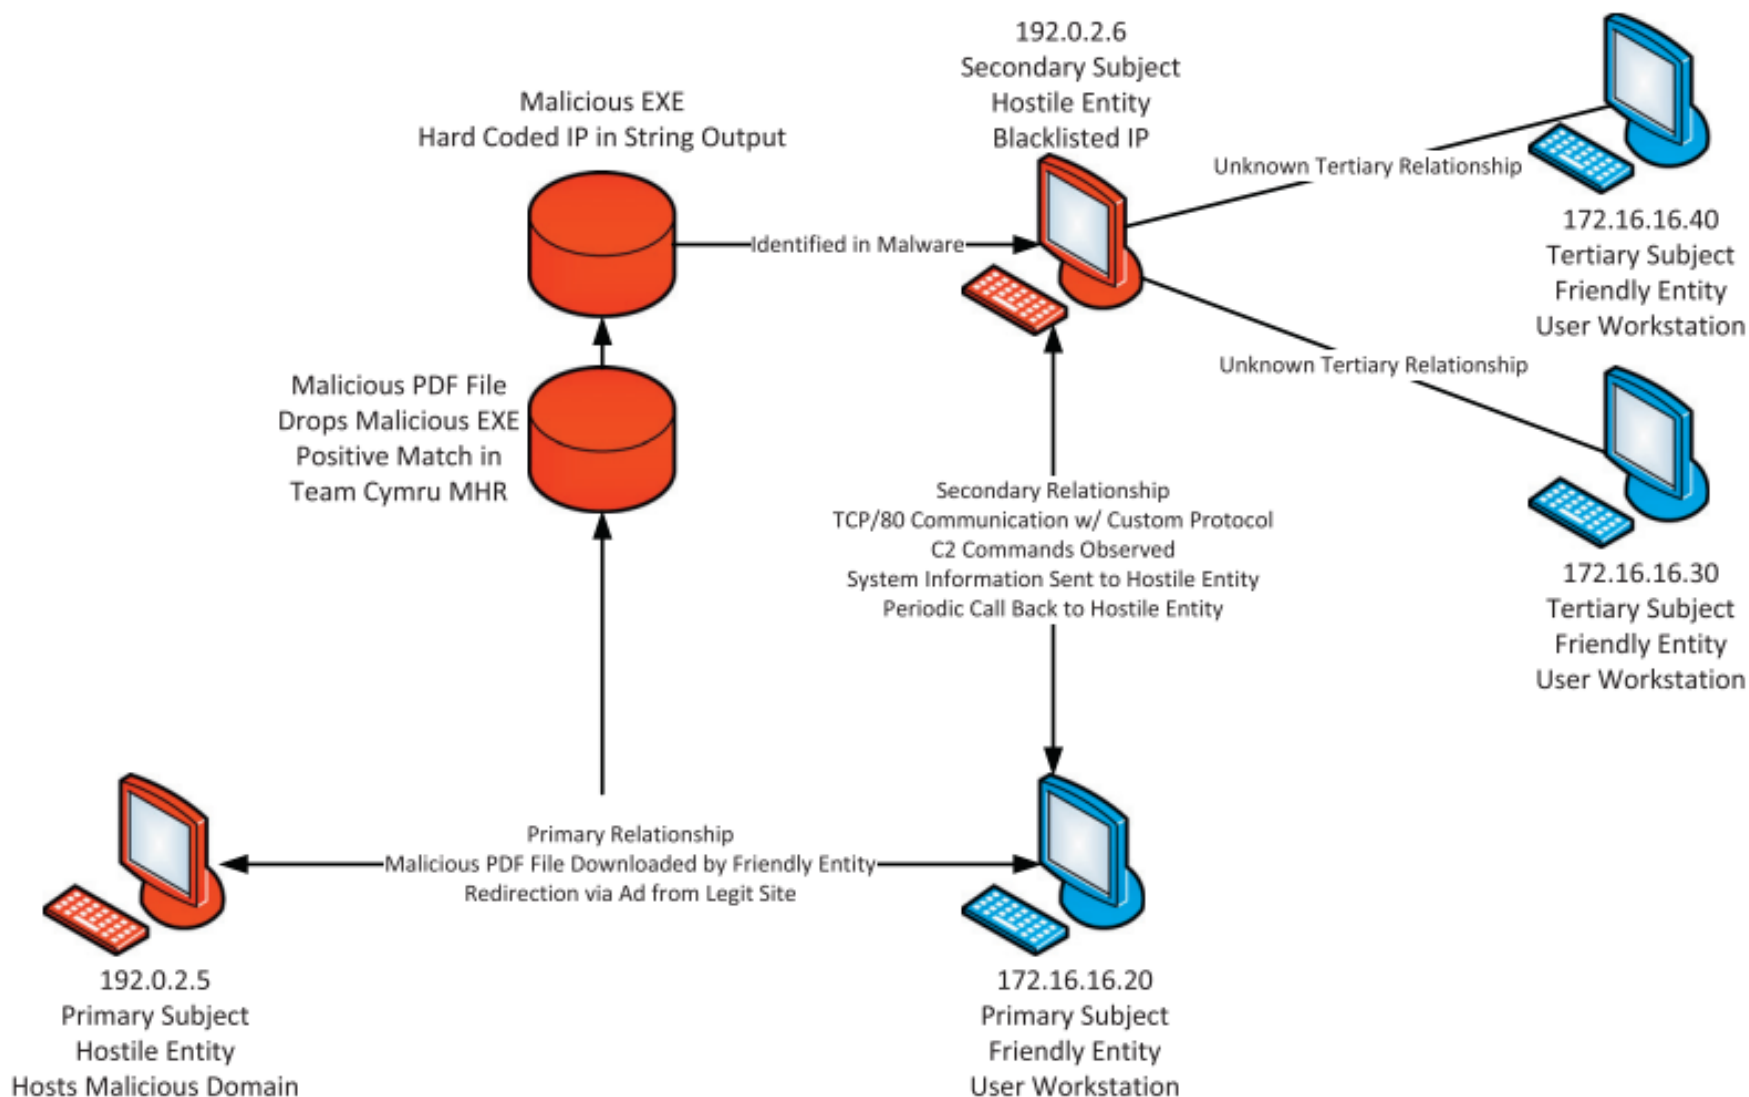 192.0.2.6
Secondary Subject
Hostile Entity
Blacklisted IP
Malicious EXE
Hard Coded IP in String Output
Unknown Tertiary Relationship
172.16.16.40
Tertiary Subject
Friendly Entity
User Workstation
Identified in Malware
Unknown Tertiary Relationship
Malicious PDF File
Drops Malicious EXE
Positive Match in
Team Cymru MHR
Secondary Relationship
TCP/80 Communication w/ Custom Protocol
C2 Commands Observed
System Information Sent to Hostile Entity
Periodic Call Back to Hostile Entity
172.16.16.30
Tertiary Subject
Friendly Entity
User Workstation
Primary Relationship
Malicious PDF File Downloaded by Friendly Entity
Redirection via Ad from Legit Site
192.0.2.5
Primary Subject
Hostile Entity
Hosts Malicious Domain
172.16.16.20
Primary Subject
Friendly Entity
User Workstation